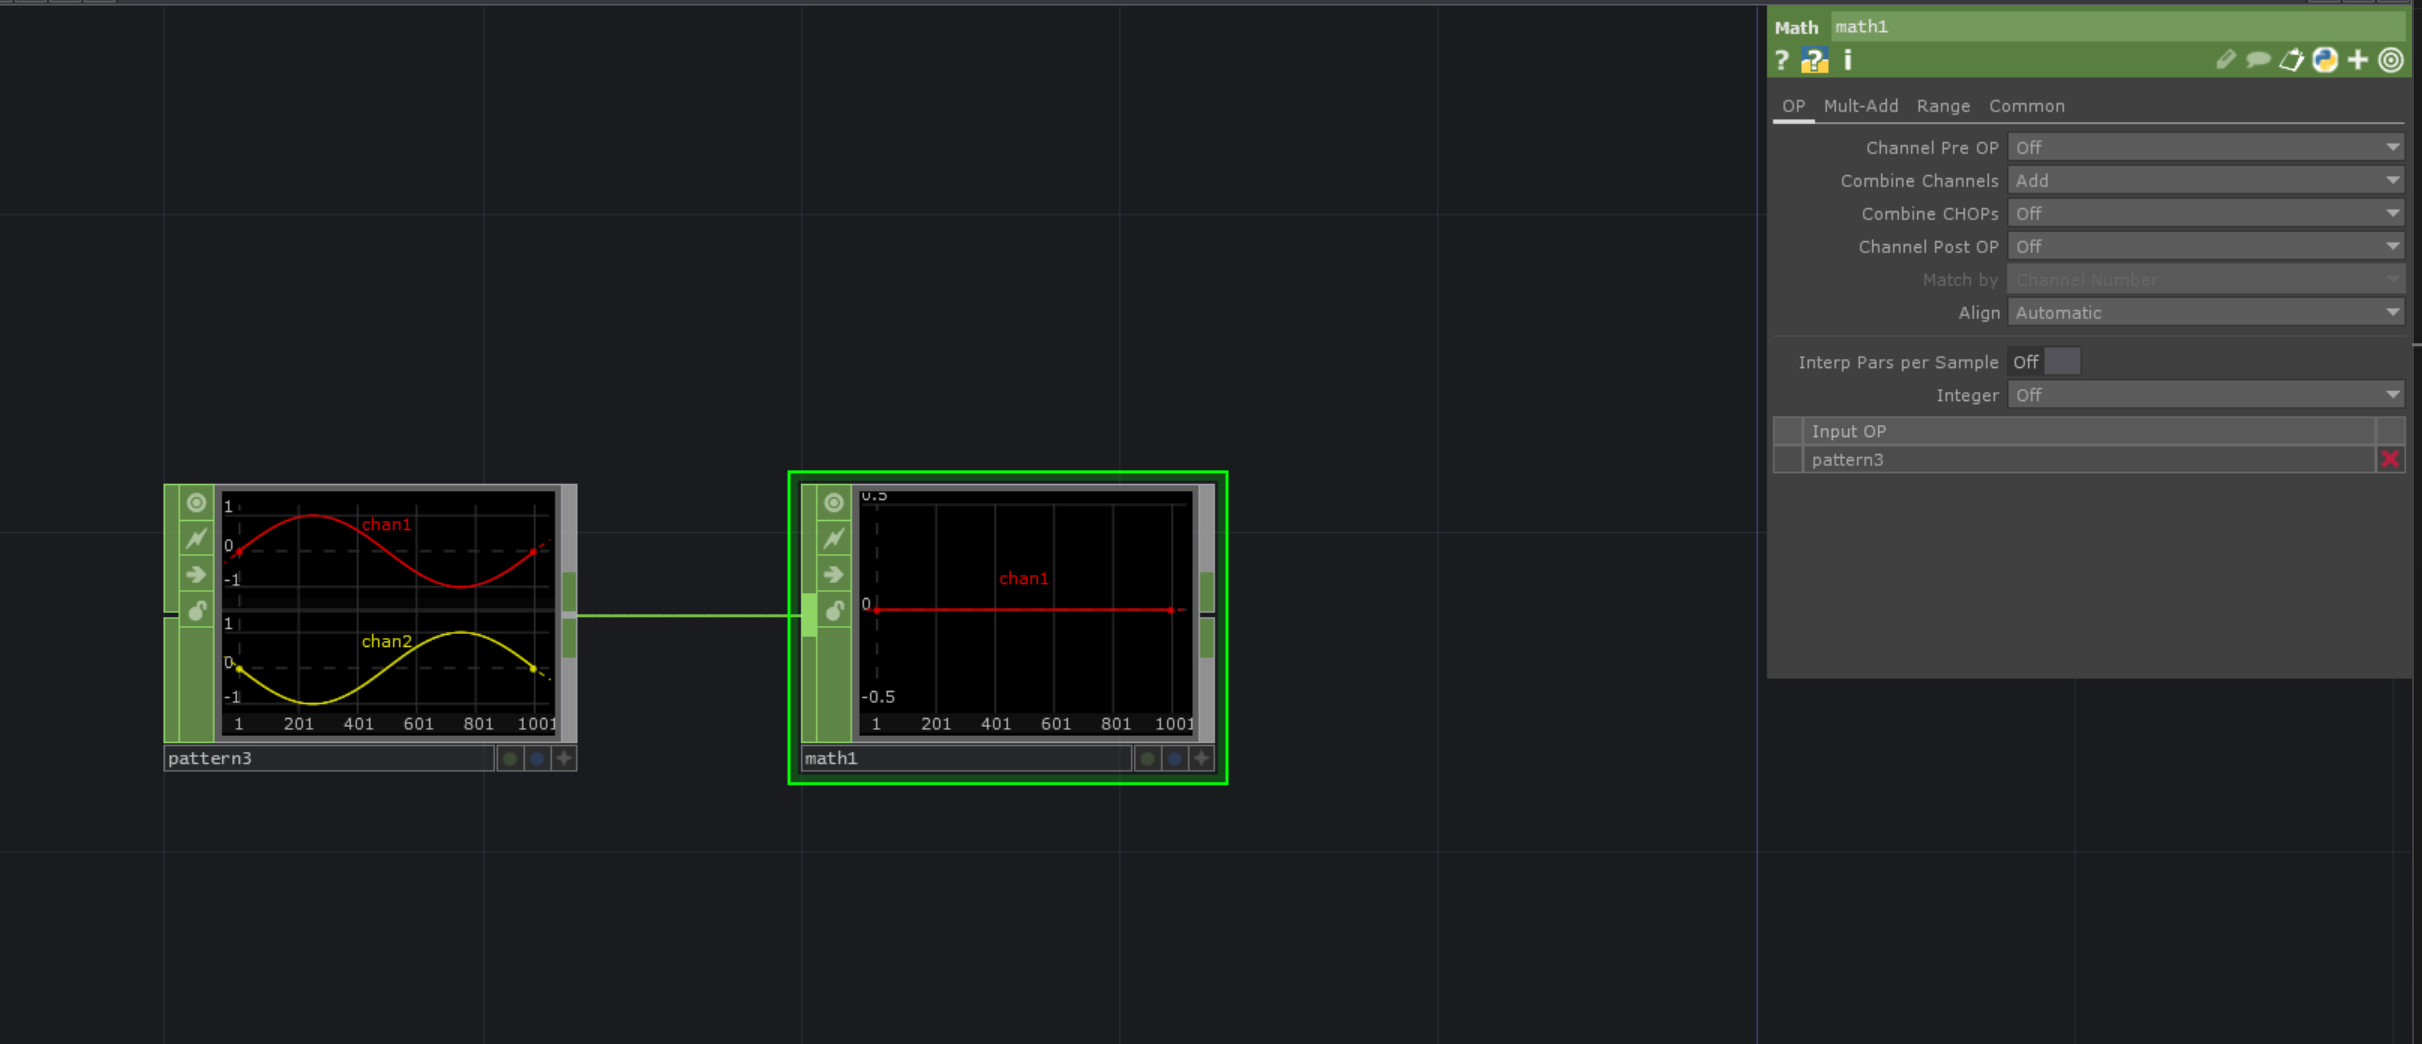 Math math1
? ? i
OP Mult-Add Range Common
Channel Pre OP Off
Combine Channels Add
Combine CHOPs Off
Channel Post OP Off
Match by Channel Number
Align Automatic
Interp Pars per Sample Off
Integer Off
Input OP
pattern3
1
chan1
0
-1
1
chan2
0
-1
1 201 401 601 801 1001
pattern3
0.5
chan1
0
-0.5
1 201 401 601 801 1001
math1